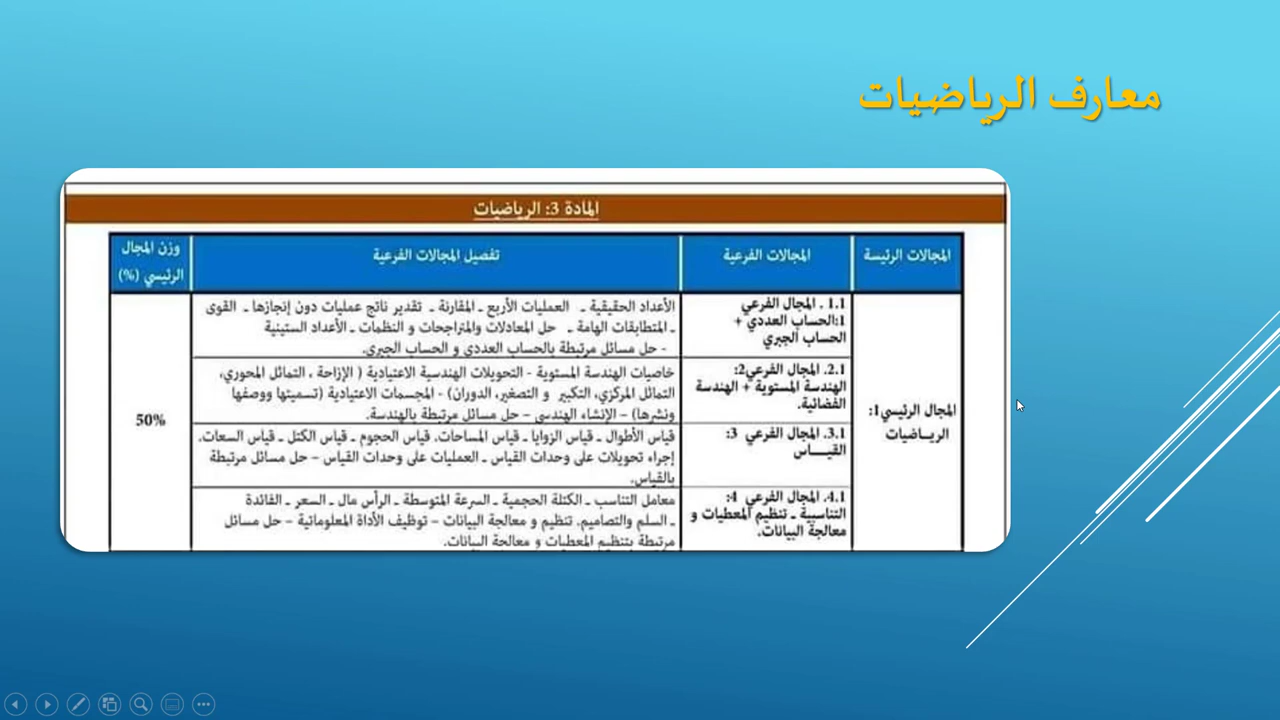 معارف الرياضيات
المادة 3: الرياضيات
المجالات الرئيسة
المجالات الفرعية
تفصيل المجالات الفرعية
وزن المجال
الرئيسي (%)
المجال الرئيسي1:
الريـاضيات
1.1 . المجال الفرعي
1:الحساب العددي +
الحساب الجبري
الأعداد الحقيقية ـ العمليات الأربع ـ المقارنة ـ تقدير ناتج عمليات دون إنجازها ـ القوى
ـ المتطابقات الهامة ـ حل المعادلات والمتراجحات و النظمات ـ الأعداد الستينية
- حل مسائل مرتبطة بالحساب العددي و الحساب الجبري.
2.1. المجال الفرعي2:
الهندسة المستوية + الهندسة
الفضائية.
خاصيات الهندسة المستوية - التحويلات الهندسية الاعتيادية ( الإزاحة ، التماثل المحوري،
التماثل المركزي، التكبير و التصغير، الدوران) - المجسمات الاعتيادية (تسميتها ووصفها
ونشرها) – الإنشاء الهندسي – حل مسائل مرتبطة بالهندسة.
3.1. المجال الفرعي 3:
القيـــاس
قياس الأطوال ـ قياس الزوايا ـ قياس المساحات. قياس الحجوم ـ قياس الكتل ـ قياس السعات.
إجراء تحويلات على وحدات القياس ـ العمليات على وحدات القياس – حل مسائل مرتبطة
بالقياس.
4.1. المجال الفرعي 4:
التناسبية ـ تنظيم المعطيات و
معالجة البيانات.
معامل التناسب ـ الكتلة الحجمية ـ السرعة المتوسطة ـ الرأس مال ـ السعر ـ الفائدة
ـ السلم والتصاميم. تنظيم و معالجة البيانات – توظيف الأداة المعلوماتية – حل مسائل
مرتبطة بتنظيم المعطيات و معالجة البيانات.
50%